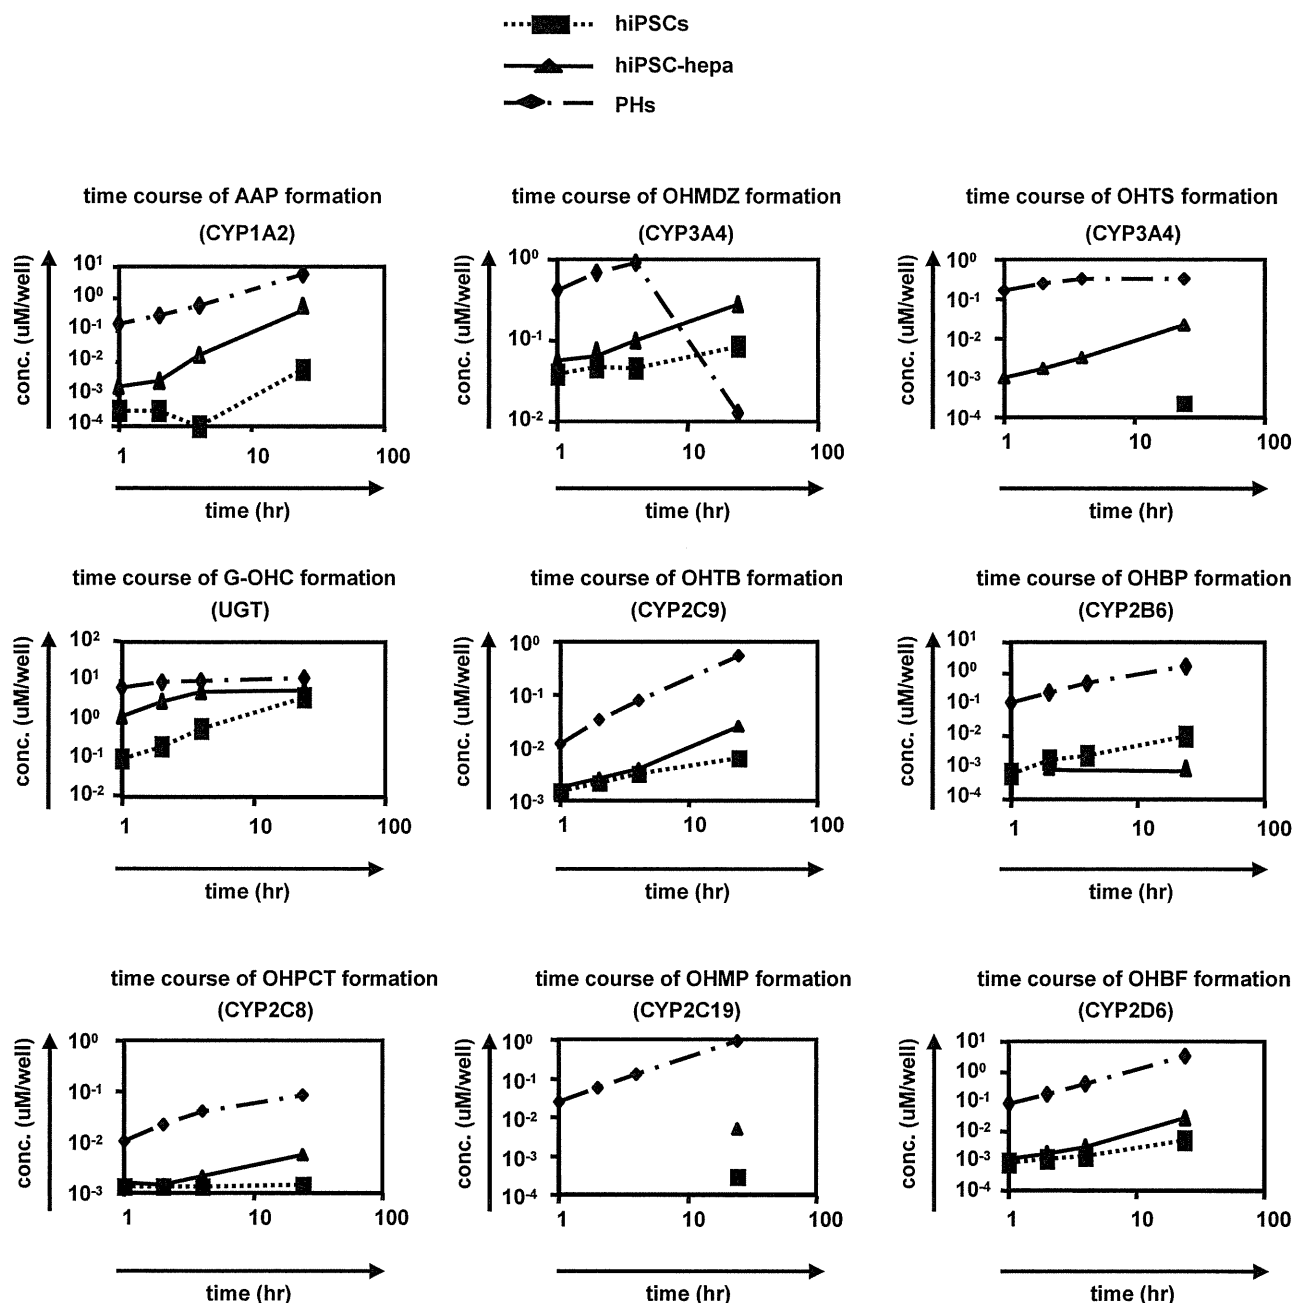 hiPSCs
hiPSC-hepa
PHs
time course of AAP formation
(CYP1A2)
conc. (uM/well)
10¹
10⁰
10⁻¹
10⁻²
10⁻³
10⁻⁴
1 10 100
time (hr)
time course of OHMDZ formation
(CYP3A4)
conc. (uM/well)
10⁰
10⁻¹
10⁻²
1 10 100
time (hr)
time course of OHTS formation
(CYP3A4)
conc. (uM/well)
10⁰
10⁻¹
10⁻²
10⁻³
10⁻⁴
1 10 100
time (hr)
time course of G-OHC formation
(UGT)
conc. (uM/well)
10²
10¹
10⁰
10⁻¹
10⁻²
1 10 100
time (hr)
time course of OHTB formation
(CYP2C9)
conc. (uM/well)
10⁰
10⁻¹
10⁻²
10⁻³
1 10 100
time (hr)
time course of OHBP formation
(CYP2B6)
conc. (uM/well)
10¹
10⁰
10⁻¹
10⁻²
10⁻³
10⁻⁴
1 10 100
time (hr)
time course of OHPCT formation
(CYP2C8)
conc. (uM/well)
10⁰
10⁻¹
10⁻²
10⁻³
1 10 100
time (hr)
time course of OHMP formation
(CYP2C19)
conc. (uM/well)
10⁰
10⁻¹
10⁻²
10⁻³
10⁻⁴
1 10 100
time (hr)
time course of OHBF formation
(CYP2D6)
conc. (uM/well)
10¹
10⁰
10⁻¹
10⁻²
10⁻³
10⁻⁴
1 10 100
time (hr)